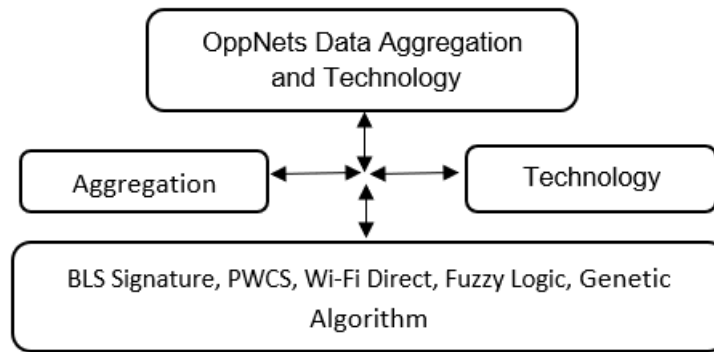 OppNets Data Aggregation
and Technology
Aggregation
Technology
BLS Signature, PWCS, Wi-Fi Direct, Fuzzy Logic, Genetic
Algorithm